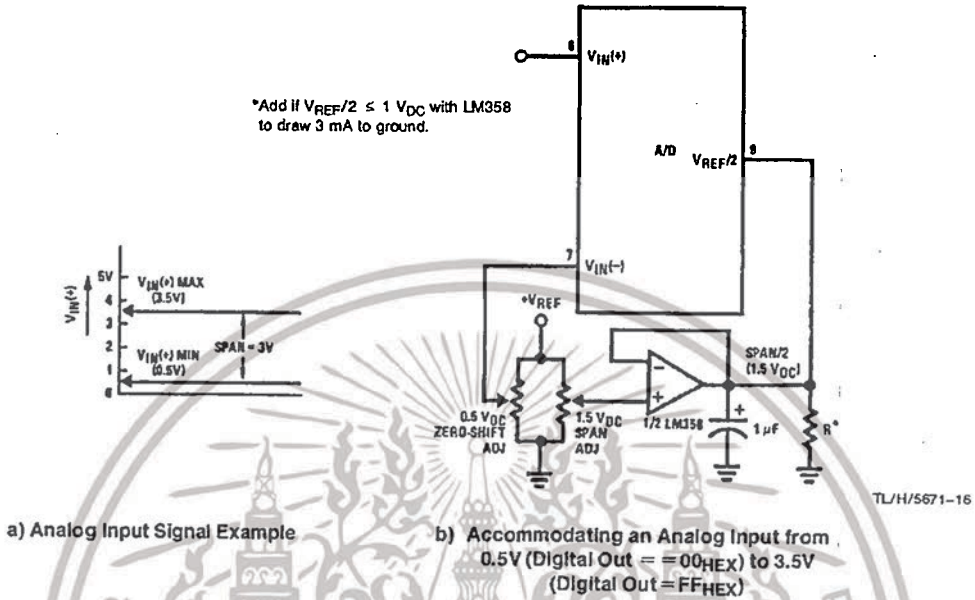 6
V_IN(+)
*Add if V_REF/2 ≤ 1 V_DC with LM358
to draw 3 mA to ground.
A/D
V_REF/2
9
7
V_IN(−)
+V_REF
V_IN(+)
5V
4
3
2
1
0
V_IN(+) MAX
(3.5V)
SPAN = 3V
V_IN(+) MIN
(0.5V)
0.5 V_DC
ZERO-SHIFT
ADJ
1.5 V_DC
SPAN
ADJ
−
+
1/2 LM358
SPAN/2
(1.5 V_DC)
+
1 μF
R*
TL/H/5671-16
a) Analog Input Signal Example
b) Accommodating an Analog Input from
0.5V (Digital Out = =00_HEX) to 3.5V
(Digital Out=FF_HEX)